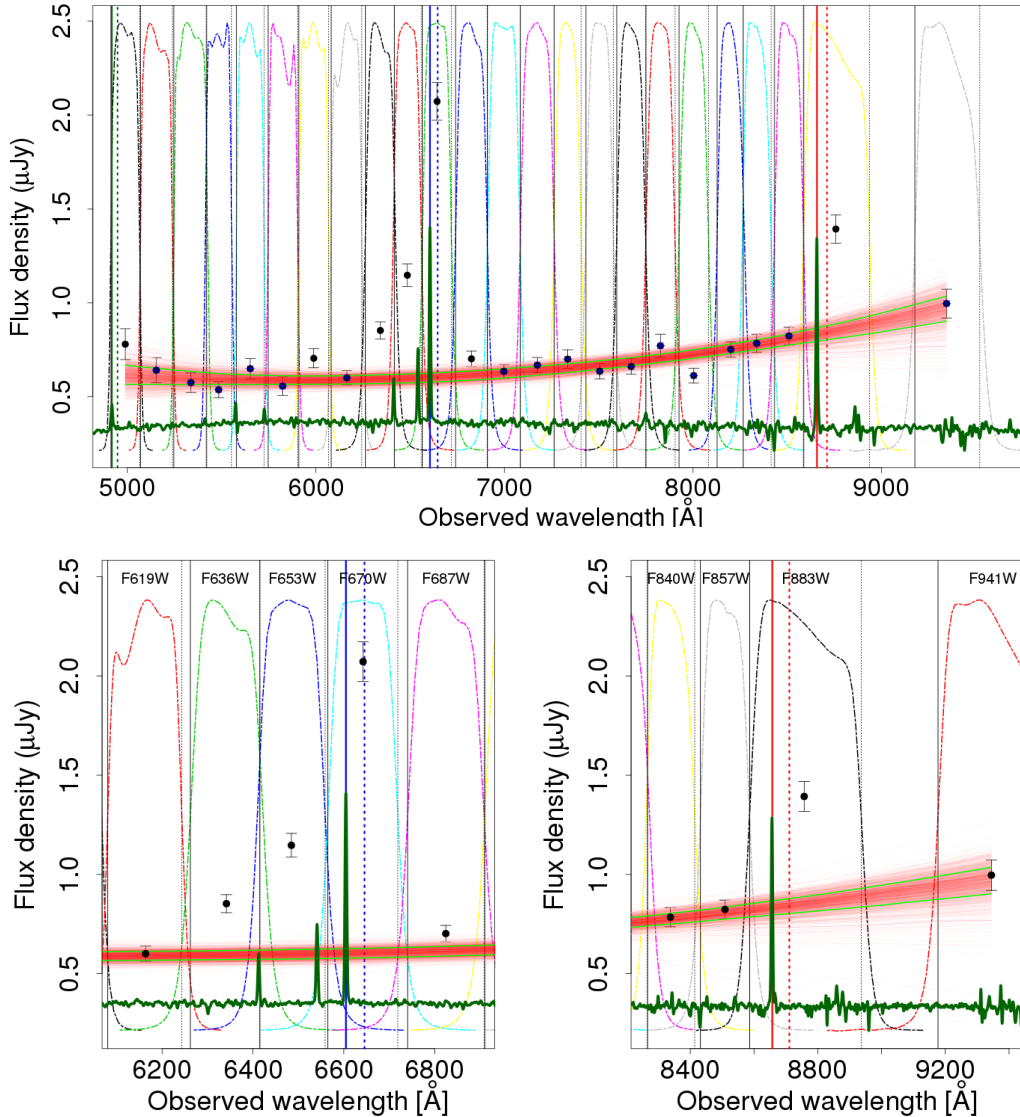 2.5
2.0
1.5
1.0
0.5
Flux density (μJy)
5000 6000 7000 8000 9000
Observed wavelength [Å]
2.5
2.0
1.5
1.0
0.5
Flux density (μJy)
F619W F636W F653W F670W F687W
6200 6400 6600 6800
Observed wavelength [Å]
2.5
2.0
1.5
1.0
0.5
Flux density (μJy)
F840W F857W F883W F941W
8400 8800 9200
Observed wavelength [Å]